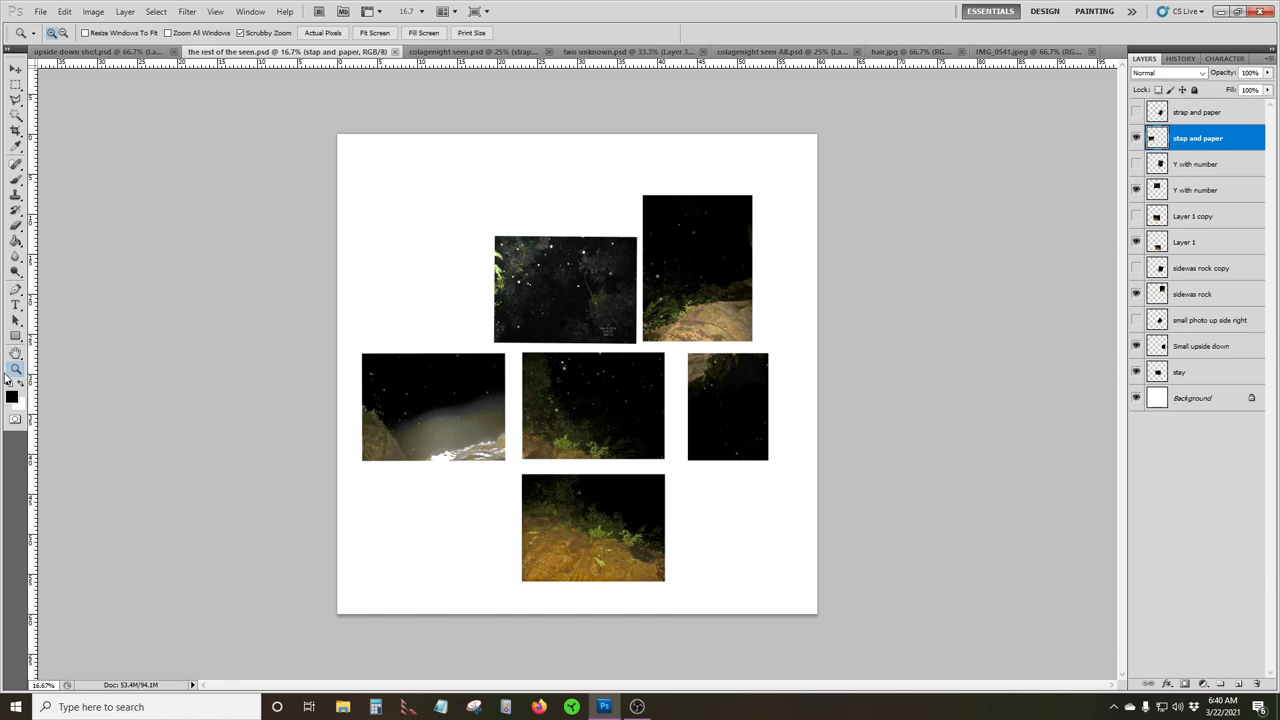 Ps File Edit Image Layer Select Filter Analysis 3D View Window Help Br Mb 16.7 ESSENTIALS DESIGN PAINTING CS Live
Resize Windows To Fit Zoom All Windows Scrubby Zoom Actual Pixels Fit Screen Fill Screen Print Size
upside down shot.psd @ 66.7% (La... the rest of the seen.psd @ 16.7% (stap and paper, RGB/8) colagenight seen.psd @ 25% (strap... two unknown.psd @ 33.3% (Layer 3... colagenight seen All.psd @ 25% (La... hair.jpg @ 66.7% (RG... IMG_0541.jpeg @ 66.7% (RG...
LAYERS HISTORY CHARACTER
Normal Opacity: 100%
Lock: Fill: 100%
strap and paper
stap and paper
Y with number
Y with number
Layer 1 copy
Layer 1
sidewas rock copy
sidewas rock
small photo up side right
Small upside down
stay
Background
16.67% Doc: 53.4M/94.1M
Type here to search
6:40 AM
3/22/2021
6